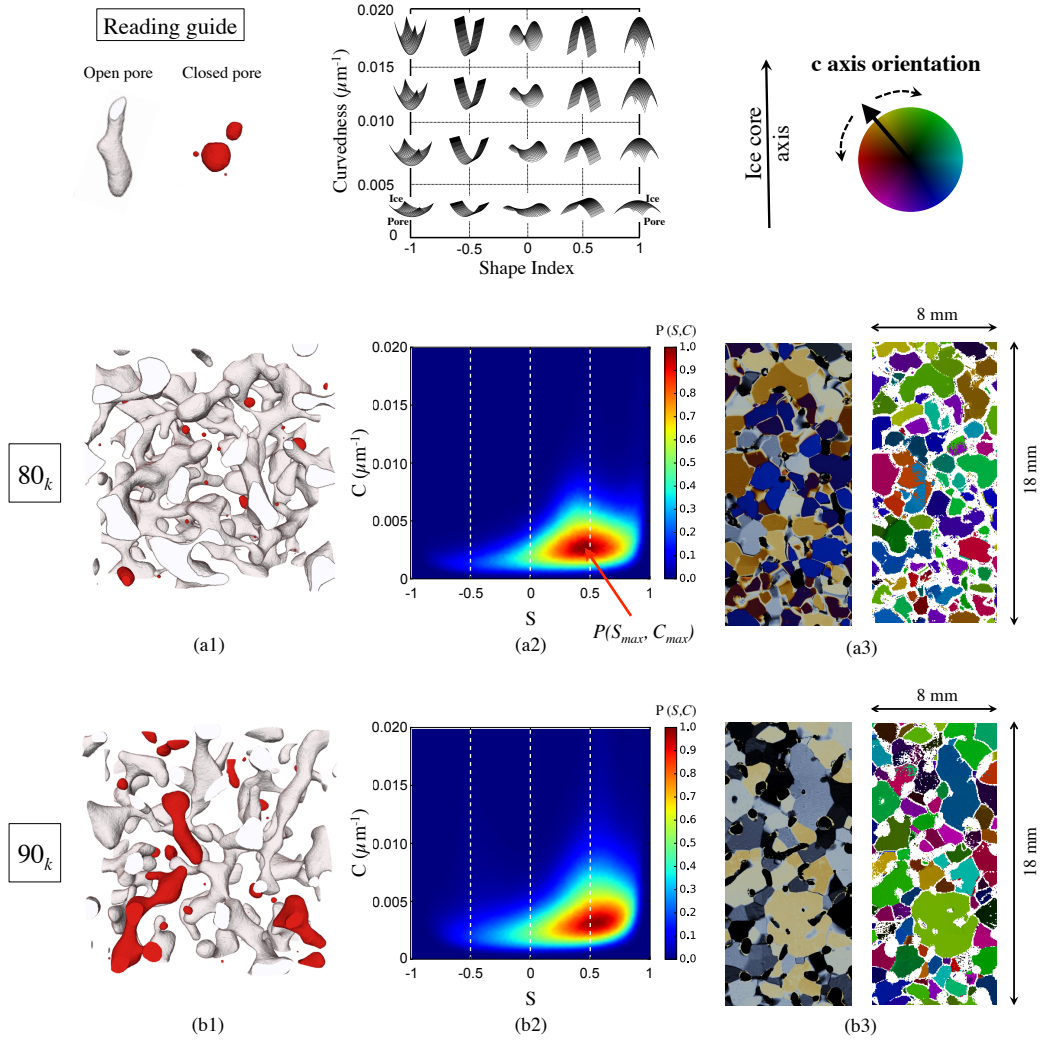 Reading guide
Open pore
Closed pore
Curvedness (μm⁻¹)
0.020
0.015
0.010
0.005
0
Ice
Pore
Ice
Pore
-1
-0.5
0
0.5
1
Shape Index
Ice core
axis
c axis orientation
80k
(a1)
P (S,C)
C (μm⁻¹)
0.020
0.015
0.010
0.005
0
-1
-0.5
0
0.5
1
S
1.0
0.9
0.8
0.7
0.6
0.5
0.4
0.3
0.2
0.1
0.0
P(Smax, Cmax)
(a2)
8 mm
18 mm
(a3)
90k
(b1)
P (S,C)
C (μm⁻¹)
0.020
0.015
0.010
0.005
0
-1
-0.5
0
0.5
1
S
1.0
0.9
0.8
0.7
0.6
0.5
0.4
0.3
0.2
0.1
0.0
(b2)
8 mm
18 mm
(b3)